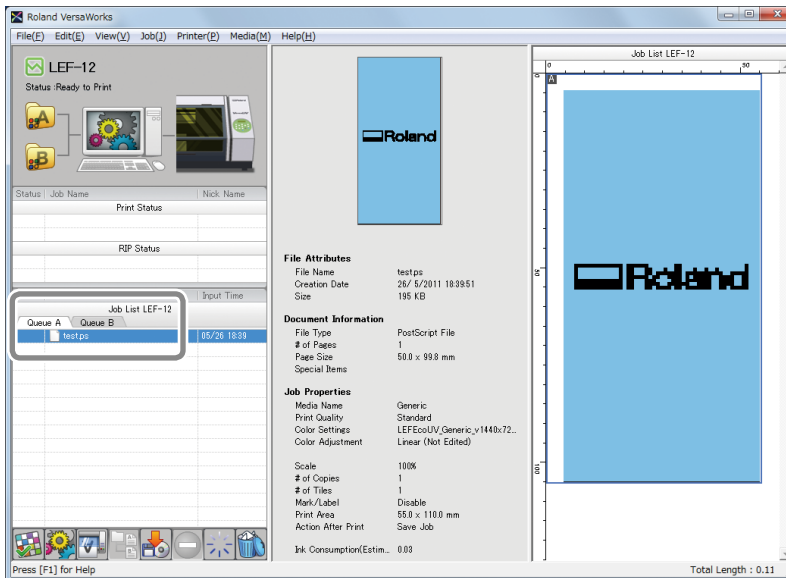 Roland VersaWorks
File(F) Edit(E) View(V) Job(J) Printer(P) Media(M) Help(H)
LEF-12
Status :Ready to Print
A
B
Status Job Name Nick Name
Print Status
RIP Status
Input Time
Job List LEF-12
Queue A Queue B
test.ps 05/26 18:39
Roland
File Attributes
File Name test.ps
Creation Date 26/ 5/2011 18:39:51
Size 195 KB
Document Information
File Type PostScript File
# of Pages 1
Page Size 50.0 x 99.8 mm
Special Items
Job Properties
Media Name Generic
Print Quality Standard
Color Settings LEFEcoUV_Generic_v1440x72...
Color Adjustment Linear (Not Edited)
Scale 100%
# of Copies 1
# of Tiles 1
Mark/Label Disable
Print Area 55.0 x 110.0 mm
Action After Print Save Job
Ink Consumption(Estim... 0.03
Job List LEF-12
0 50
0
A
50
Roland
100
Press [F1] for Help
Total Length : 0.11